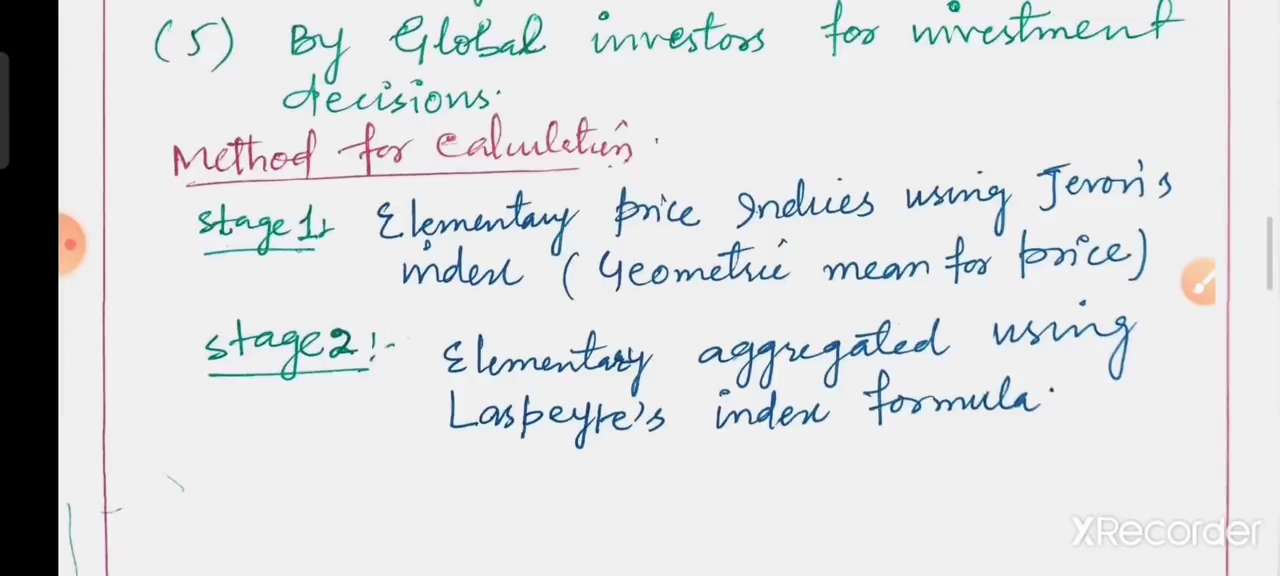 (5) By Global investors for investment
decisions.
Method for Calculation.
Stage 1:- Elementary price Indices using Jevon's
index (Geometric mean for price)
Stage 2:- Elementary aggregated using
Laspeyre's index formula.
XRecorder